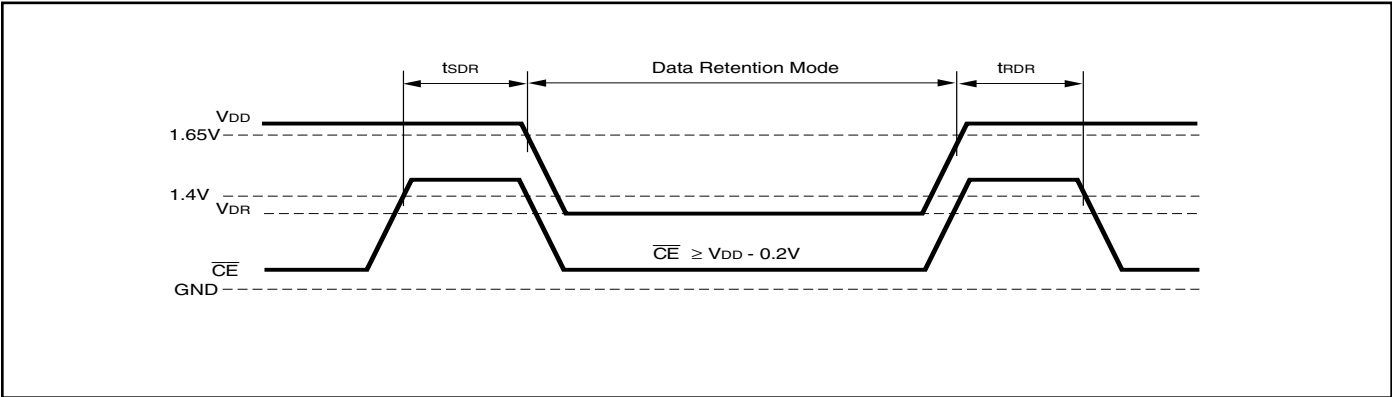 tSDR Data Retention Mode tRDR
VDD
1.65V
1.4V
VDR
CE ≥ VDD - 0.2V
CE
GND